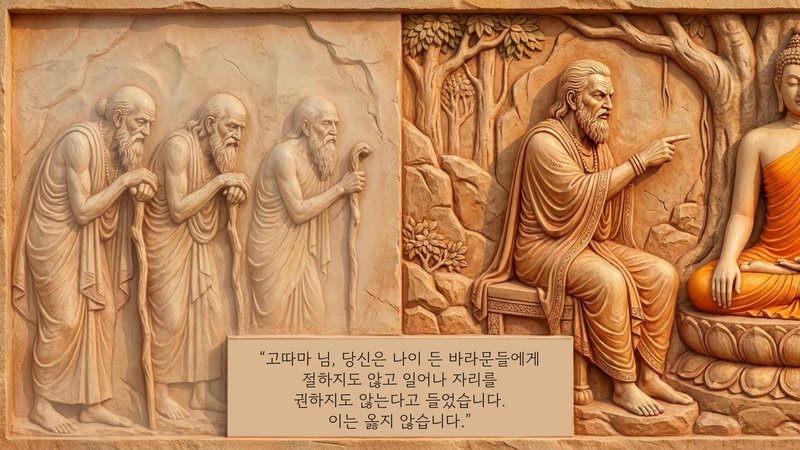 “고따마 님, 당신은 나이 든 바라문들에게
절하지도 않고 일어나 자리를
권하지도 않는다고 들었습니다.
이는 옳지 않습니다.”